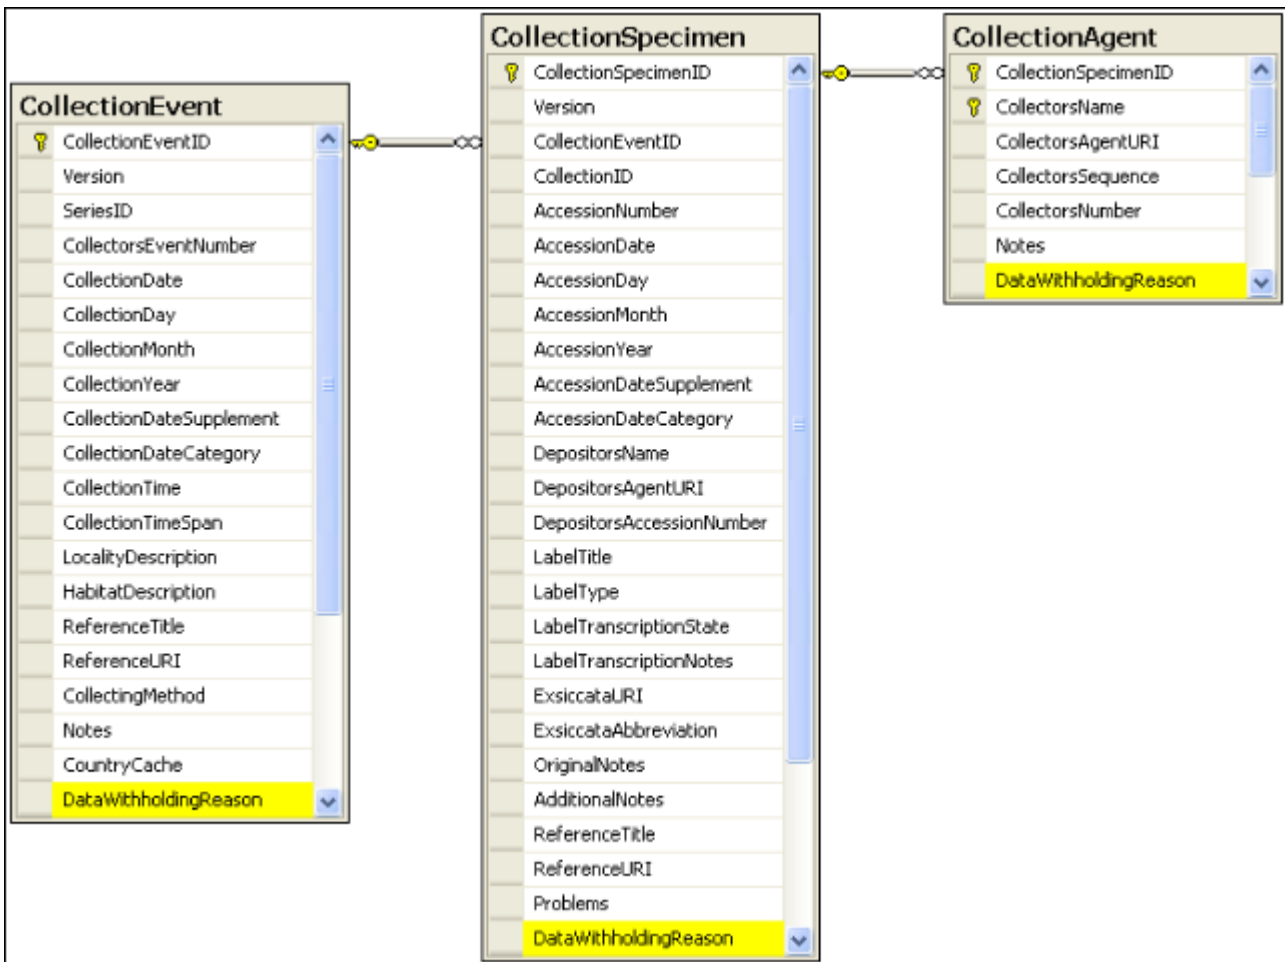 CollectionEvent
CollectionEventID
Version
SeriesID
CollectorsEventNumber
CollectionDate
CollectionDay
CollectionMonth
CollectionYear
CollectionDateSupplement
CollectionDateCategory
CollectionTime
CollectionTimeSpan
LocalityDescription
HabitatDescription
ReferenceTitle
ReferenceURI
CollectingMethod
Notes
CountryCache
DataWithholdingReason
CollectionSpecimen
CollectionSpecimenID
Version
CollectionEventID
CollectionID
AccessionNumber
AccessionDate
AccessionDay
AccessionMonth
AccessionYear
AccessionDateSupplement
AccessionDateCategory
DepositorsName
DepositorsAgentURI
DepositorsAccessionNumber
LabelTitle
LabelType
LabelTranscriptionState
LabelTranscriptionNotes
ExsiccataURI
ExsiccataAbbreviation
OriginalNotes
AdditionalNotes
ReferenceTitle
ReferenceURI
Problems
DataWithholdingReason
CollectionAgent
CollectionSpecimenID
CollectorsName
CollectorsAgentURI
CollectorsSequence
CollectorsNumber
Notes
DataWithholdingReason